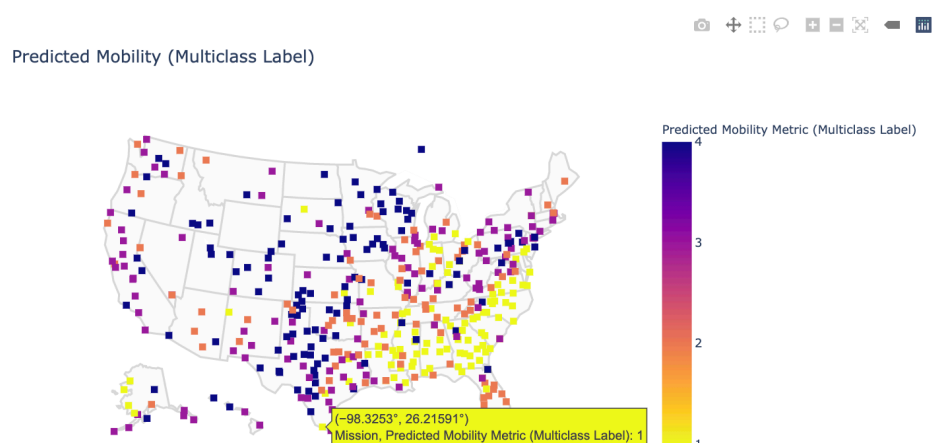 Predicted Mobility (Multiclass Label)
Predicted Mobility Metric (Multiclass Label)
4
3
2
1
(−98.3253°, 26.21591°)
Mission, Predicted Mobility Metric (Multiclass Label): 1